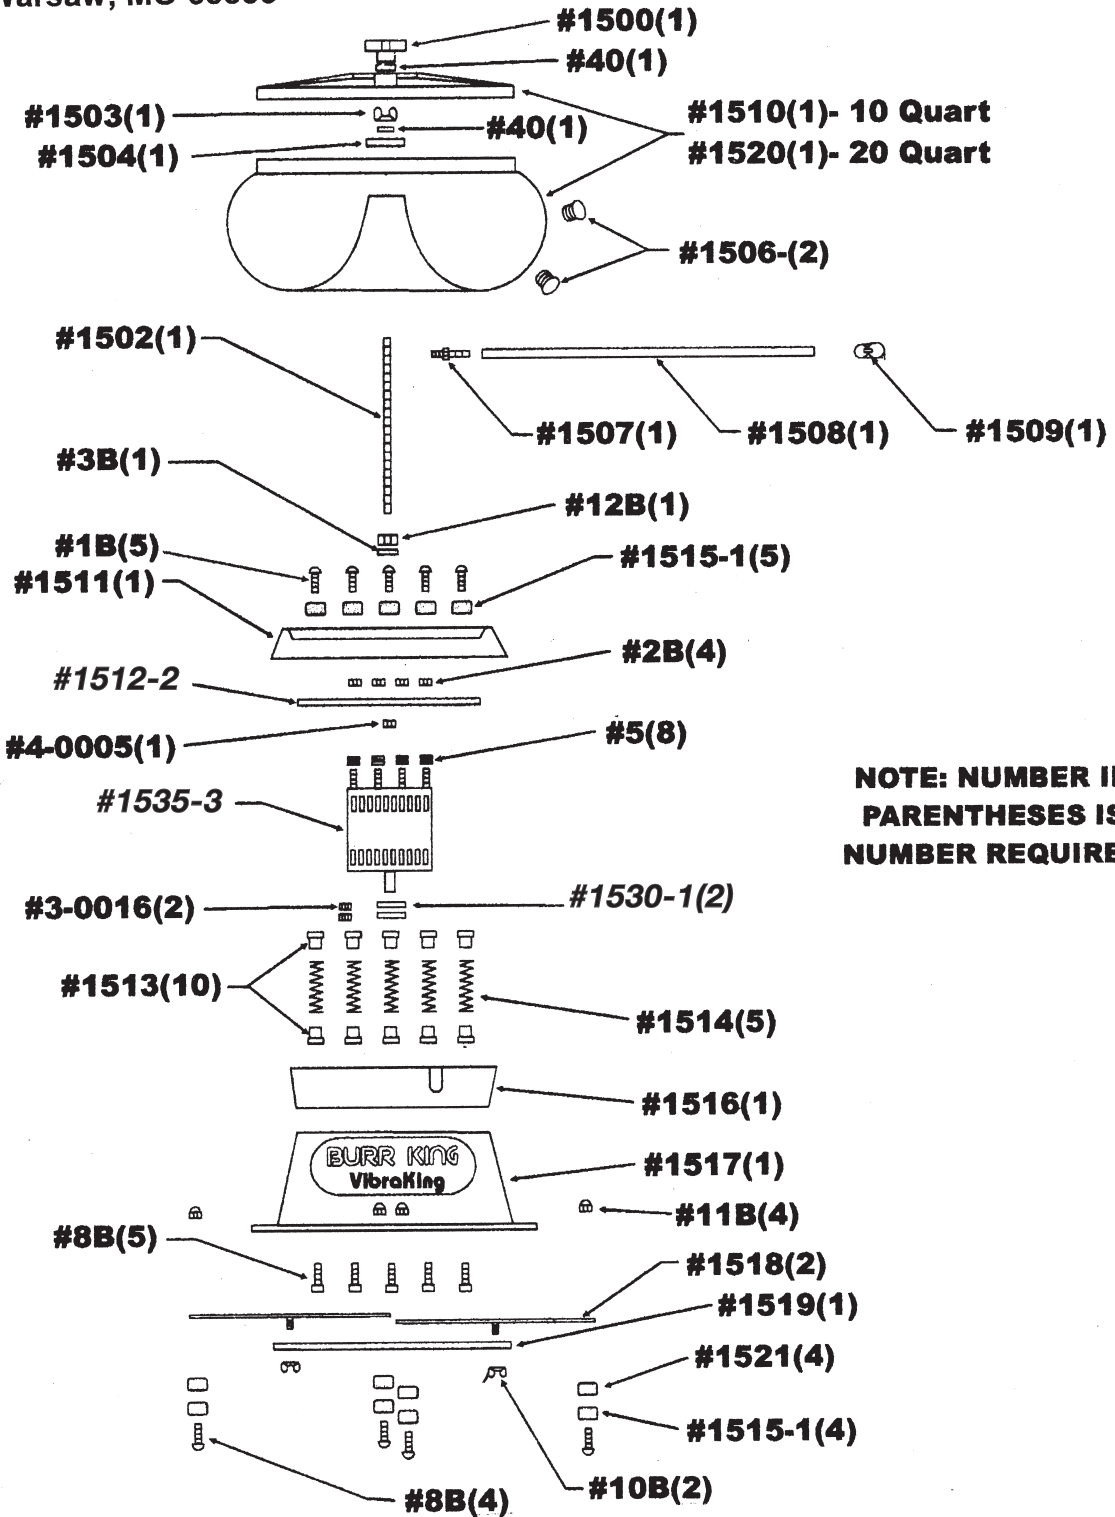 #1500(1)
#40(1)
#1503(1)
#40(1)
#1510(1)- 10 Quart
#1504(1)
#1520(1)- 20 Quart
#1506-(2)
#1502(1)
#1507(1)
#1508(1)
#1509(1)
#3B(1)
#12B(1)
#1B(5)
#1515-1(5)
#1511(1)
#2B(4)
#1512-2
#5(8)
#4-0005(1)
NOTE: NUMBER
#1535-3
PARENTHESES IS
NUMBER
#3-0016(2)
#1530-1(2)
#1513(10)
#1514(5)
#1516(1)
BURR KING
VibraKing
#1517(1)
#11B(4)
#8B(5)
#1518(2)
#1519(1)
#1521(4)
#1515-1(4)
#10B(2)
#8B(4)